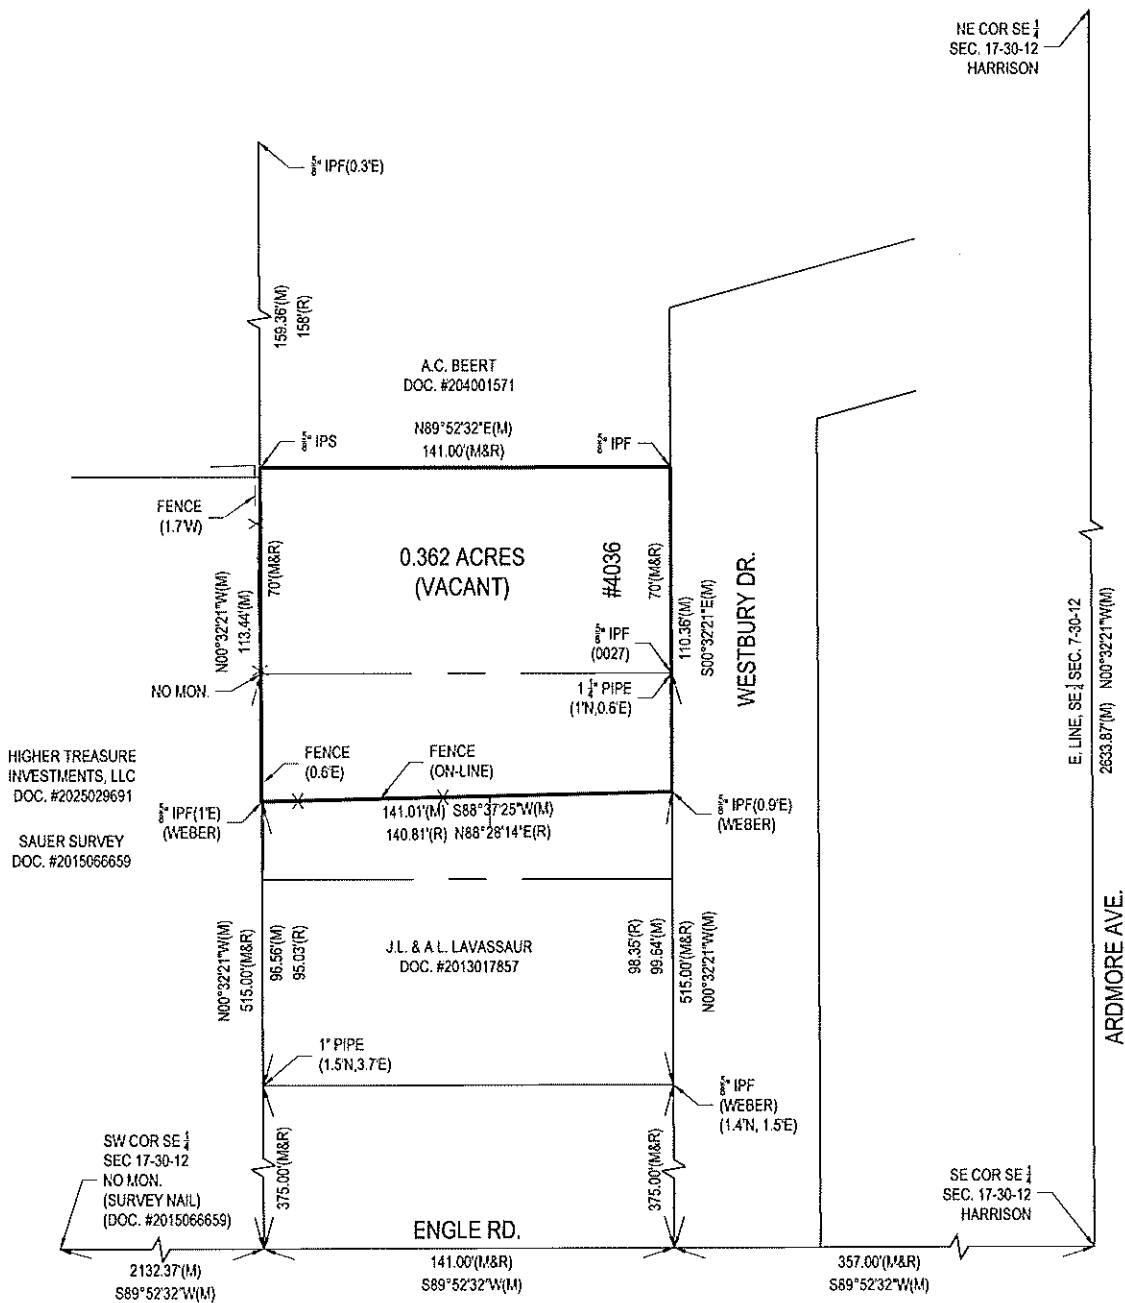 NE COR SE 1/4
SEC. 17-30-12
HARRISON
5/8" IPF(0.3'E)
159.36'(M)
158'(R)
A.C. BEERT
DOC. #204001571
N89°52'32"E(M)
141.00'(M&R)
5/8" IPS
5/8" IPF
FENCE
(1.7'W)
0.362 ACRES
(VACANT)
#4036
70'(M&R)
70'(M&R)
N00°32'21"W(M)
113.44'(M)
110.36'(M)
S00°32'21"E(M)
WESTBURY DR.
5/8" IPF
(0027)
NO MON.
1 1/4" PIPE
(1'N,0.6'E)
E. LINE, SE 1/4 SEC. 7-30-12
2633.87'(M) N00°32'21"W(M)
HIGHER TREASURE
INVESTMENTS, LLC
DOC. #2025029691
FENCE
(0.6'E)
FENCE
(ON-LINE)
5/8" IPF(1'E)
(WEBER)
141.01'(M) S88°37'25"W(M)
140.81'(R) N88°28'14"E(R)
5/8" IPF(0.9'E)
(WEBER)
SAUER SURVEY
DOC. #2015066659
N00°32'21"W(M)
515.00'(M&R)
96.56'(M)
95.03'(R)
J.L. & A.L. LAVASSAUR
DOC. #2013017857
98.35'(R)
99.64'(M)
515.00'(M&R)
N00°32'21"W(M)
ARDMORE AVE.
1" PIPE
(1.5'N,3.7'E)
5/8" IPF
(WEBER)
(1.4'N, 1.5'E)
SW COR SE 1/4
SEC 17-30-12
NO MON.
(SURVEY NAIL)
(DOC. #2015066659)
375.00'(M&R)
375.00'(M&R)
SE COR SE 1/4
SEC. 17-30-12
HARRISON
ENGLE RD.
2132.37'(M)
S89°52'32"W(M)
141.00'(M&R)
S89°52'32"W(M)
357.00'(M&R)
S89°52'32"W(M)